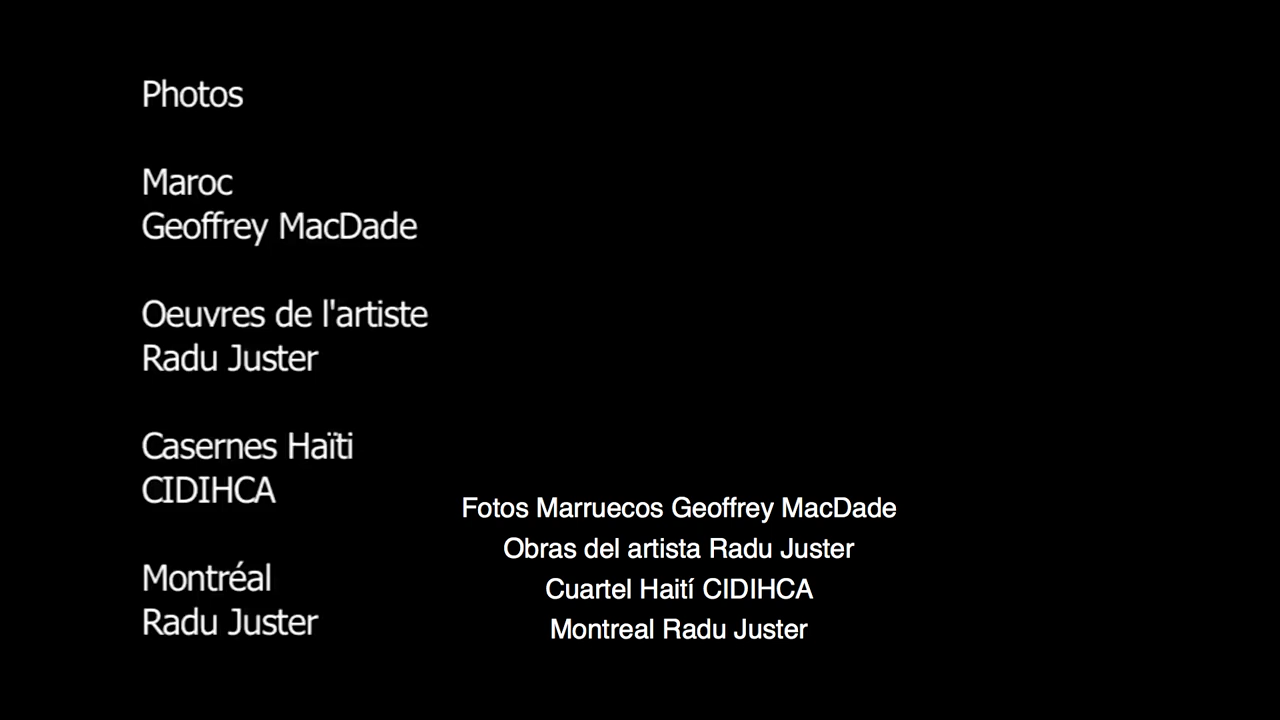 Photos
Maroc
Geoffrey MacDade
Oeuvres de l'artiste
Radu Juster
Casernes Haïti
CIDIHCA
Montréal
Radu Juster
Fotos Marruecos Geoffrey MacDade
Obras del artista Radu Juster
Cuartel Haití CIDIHCA
Montreal Radu Juster